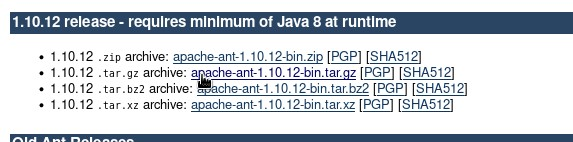 1.10.12 release - requires minimum of Java 8 at runtime
• 1.10.12 .zip archive: apache-ant-1.10.12-bin.zip [PGP] [SHA512]
• 1.10.12 .tar.gz archive: apache-ant-1.10.12-bin.tar.gz [PGP] [SHA512]
• 1.10.12 .tar.bz2 archive: apache-ant-1.10.12-bin.tar.bz2 [PGP] [SHA512]
• 1.10.12 .tar.xz archive: apache-ant-1.10.12-bin.tar.xz [PGP] [SHA512]
Old Ant Releases